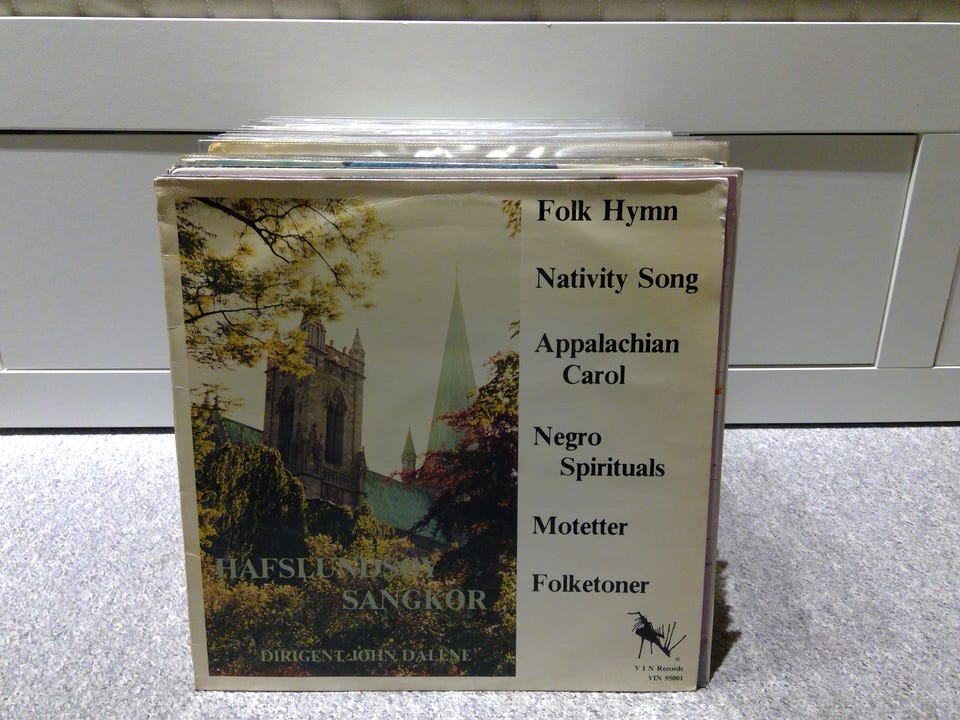 Folk Hymn
Nativity Song
Appalachian
Carol
Negro
Spirituals
Motetter
Folketoner
HAFSLUNDSØY
SANGKOR
DIRIGENT JOHN DALENE
V I N Records
VIN 95001